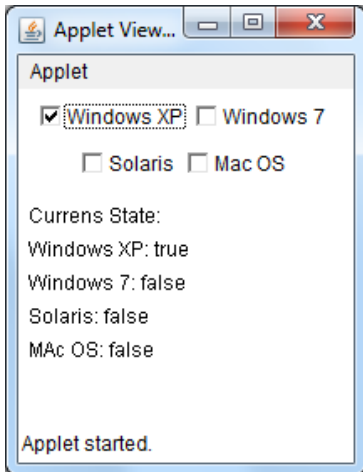 Applet View...
Applet
Windows XP Windows 7
Solaris Mac OS
Currens State:
Windows XP: true
Windows 7: false
Solaris: false
MAc OS: false
Applet started.